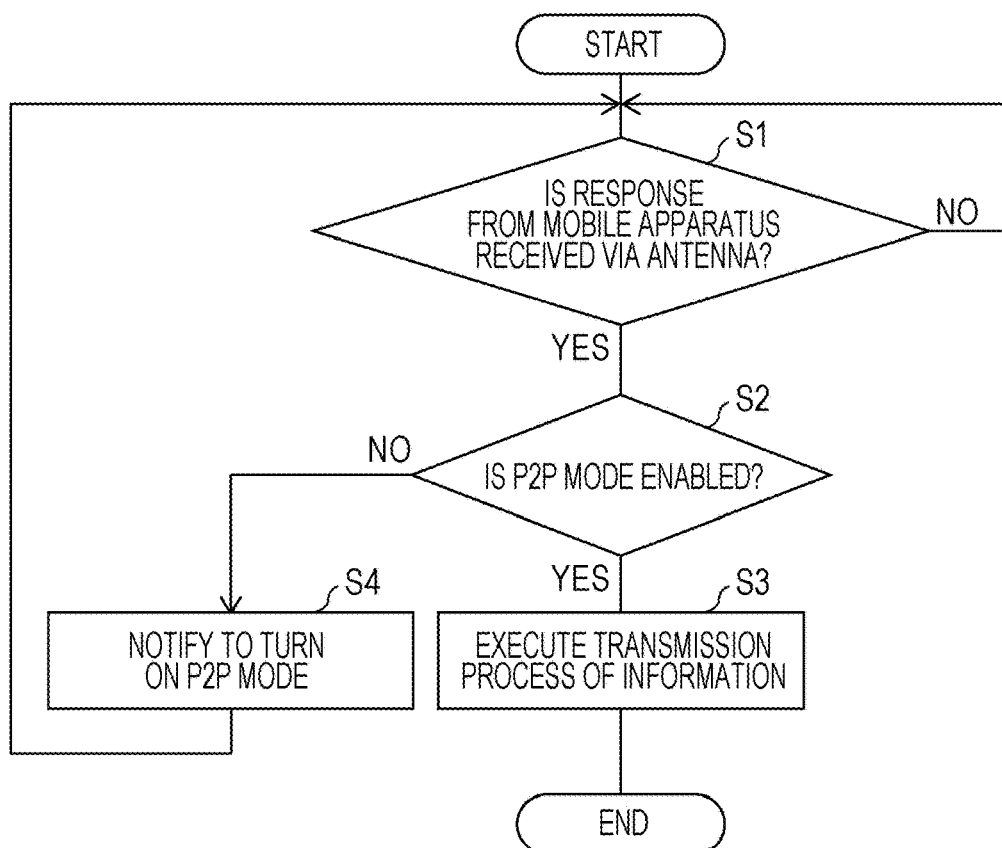 START
S1
IS RESPONSE
FROM MOBILE APPARATUS
RECEIVED VIA ANTENNA?
NO
YES
S2
NO
IS P2P MODE ENABLED?
YES
S4
S3
NOTIFY TO TURN
ON P2P MODE
EXECUTE TRANSMISSION
PROCESS OF INFORMATION
END